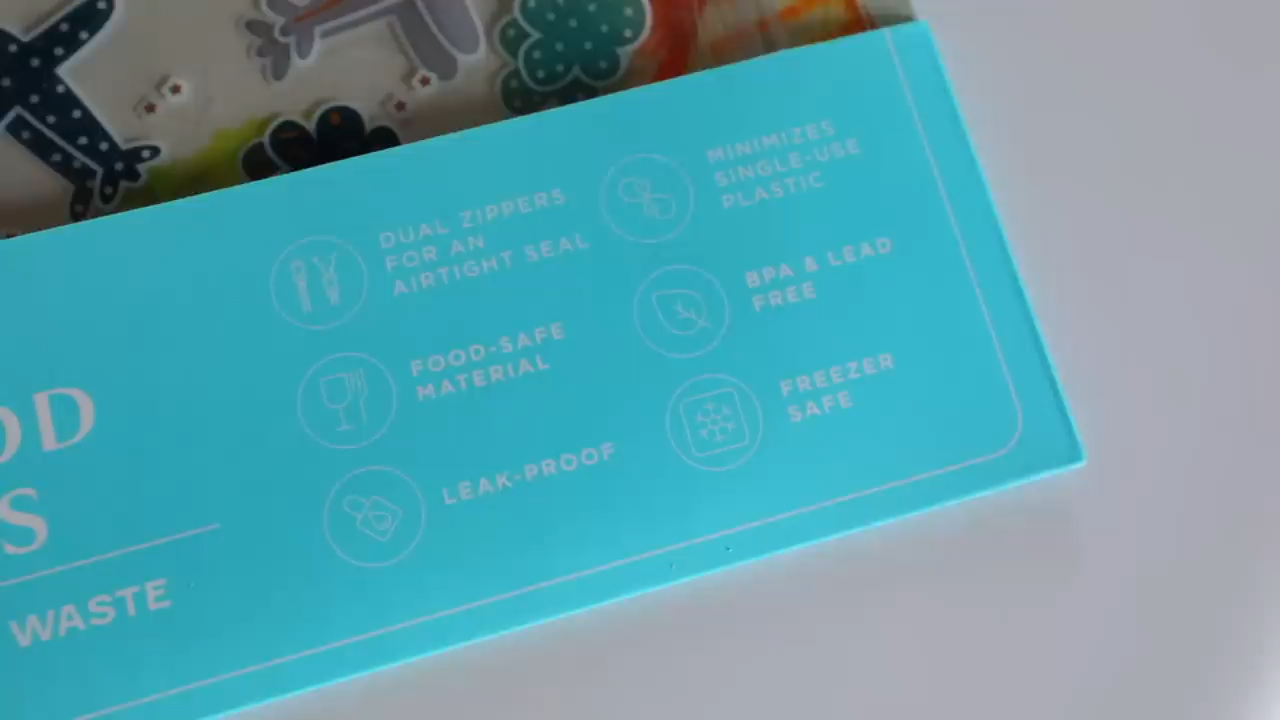 OD
S
WASTE
DUAL ZIPPERS
FOR AN
AIRTIGHT SEAL
FOOD-SAFE
MATERIAL
LEAK-PROOF
MINIMIZES
SINGLE-USE
PLASTIC
BPA & LEAD
FREE
FREEZER
SAFE